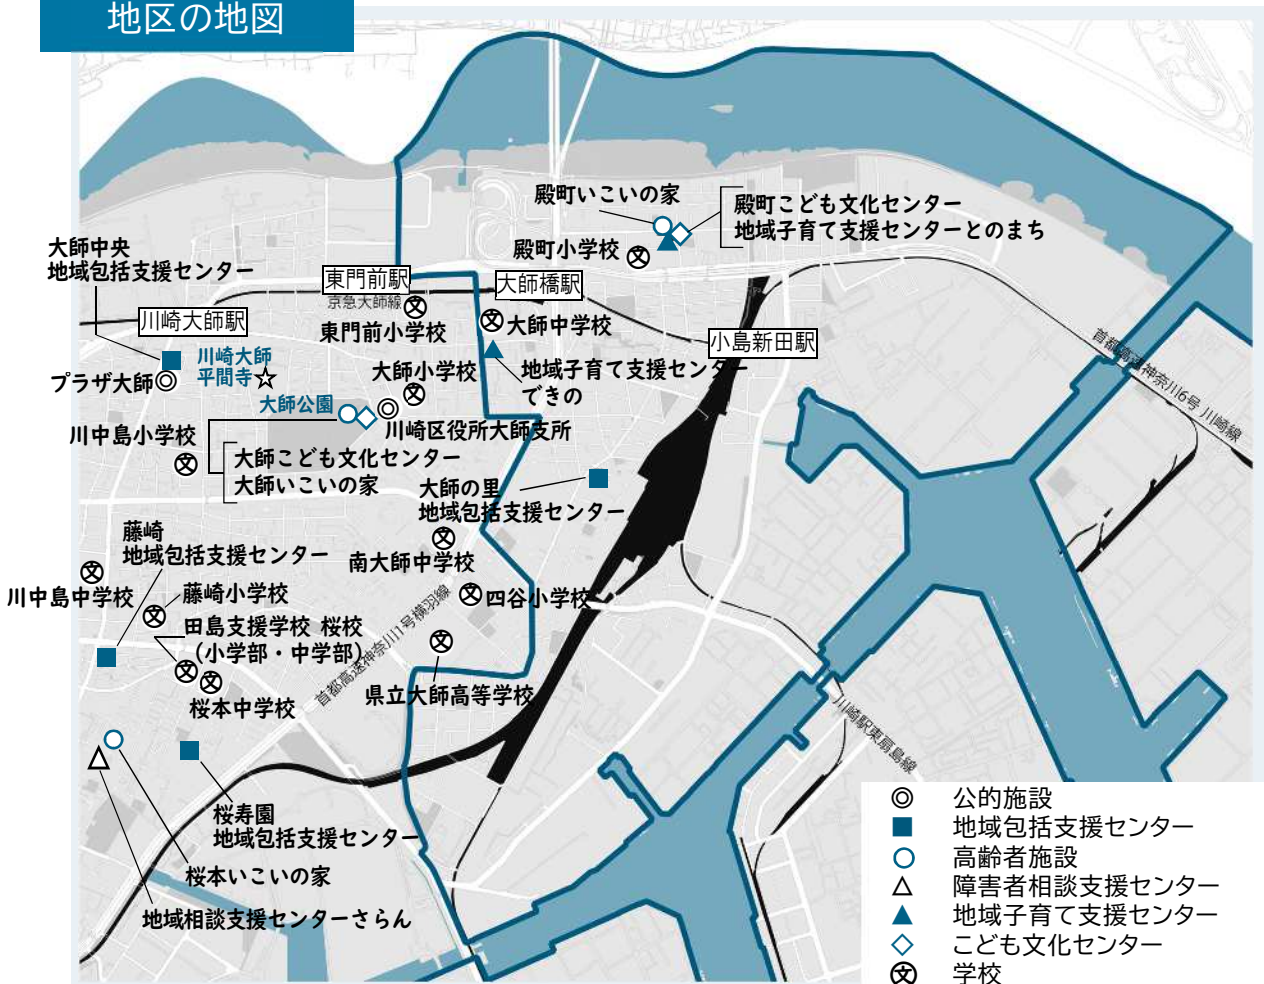 地区の地図
殿町いこいの家
殿町こども文化センター
地域子育て支援センターとのまち
殿町小学校
大師中央
地域包括支援センター
東門前駅
大師橋駅
京急大師線
川崎大師駅
東門前小学校
大師中学校
小島新田駅
首都高速神奈川6号 川崎線
川崎大師
平間寺
プラザ大師
大師小学校
地域子育て支援センター
できの
大師公園
川崎区役所大師支所
川中島小学校
大師こども文化センター
大師いこいの家
大師の里
地域包括支援センター
藤崎
地域包括支援センター
南大師中学校
川中島中学校
藤崎小学校
四谷小学校
田島支援学校 桜校
(小学部・中学部)
首都高速神奈川1号横羽線
県立大師高等学校
桜本中学校
川崎駅東扇島線
桜寿園
地域包括支援センター
桜本いこいの家
地域相談支援センターさらん
公的施設
地域包括支援センター
高齢者施設
障害者相談支援センター
地域子育て支援センター
こども文化センター
文 学校